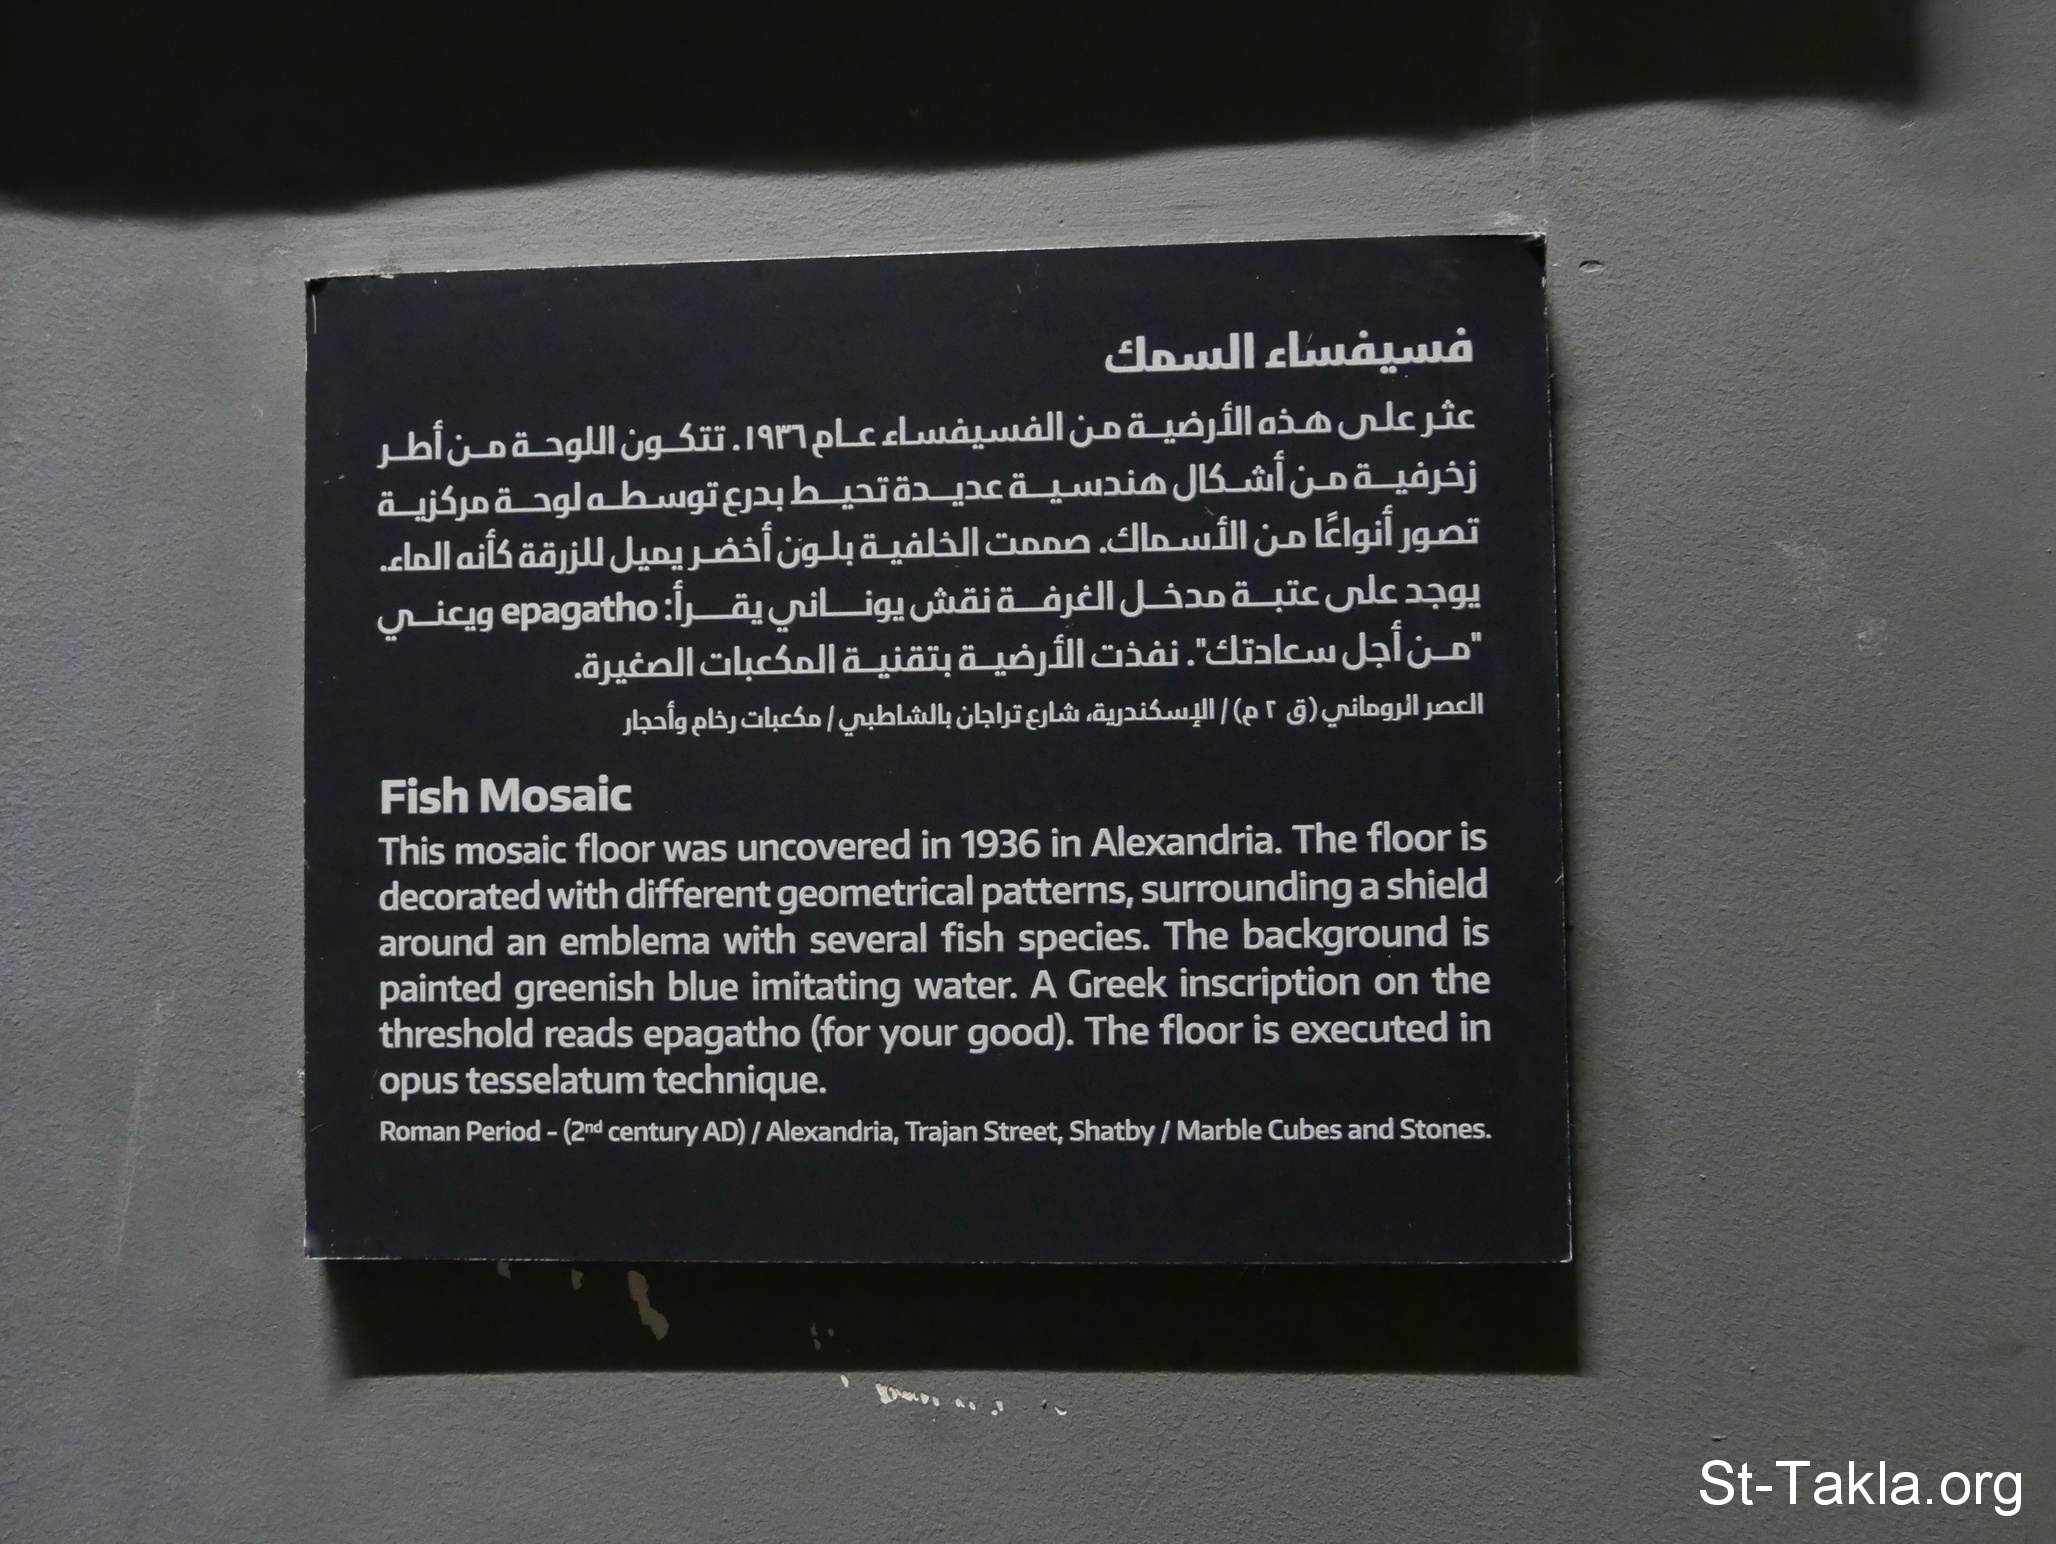 فسيفساء السمك
عثر على هذه الأرضية من الفسيفساء عام ١٩٣٦. تتكون اللوحة من أطر
زخرفية من أشكال هندسية عديدة تحيط بدرع توسطه لوحة مركزية
تصور أنواعًا من الأسماك. صممت الخلفية بلون أخضر يميل للزرقة كأنه الماء.
يوجد على عتبة مدخل الغرفة نقش يوناني يقرأ: epagatho ويعني
"من أجل سعادتك". نفذت الأرضية بتقنية المكعبات الصغيرة.
العصر الروماني (ق ٢ م) / الإسكندرية، شارع تراجان بالشاطبي / مكعبات رخام وأحجار
Fish Mosaic
This mosaic floor was uncovered in 1936 in Alexandria. The floor is
decorated with different geometrical patterns, surrounding a shield
around an emblema with several fish species. The background is
painted greenish blue imitating water. A Greek inscription on the
threshold reads epagatho (for your good). The floor is executed in
opus tesselatum technique.
Roman Period - (2nd century AD) / Alexandria, Trajan Street, Shatby / Marble Cubes and Stones.
St-Takla.org